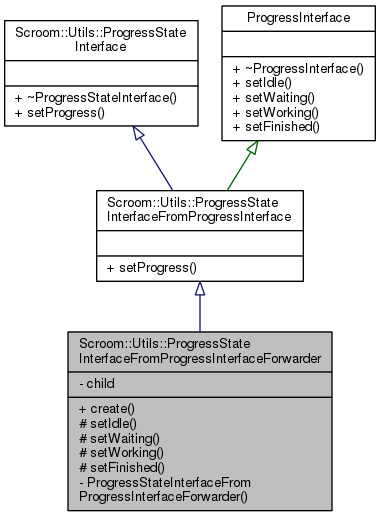 Scroom::Utils::ProgressState
Interface
+ ~ProgressStateInterface()
+ setProgress()
ProgressInterface
+ ~ProgressInterface()
+ setIdle()
+ setWaiting()
+ setWorking()
+ setFinished()
Scroom::Utils::ProgressState
InterfaceFromProgressInterface
+ setProgress()
Scroom::Utils::ProgressState
InterfaceFromProgressInterfaceForwarder
- child
+ create()
# setIdle()
# setWaiting()
# setWorking()
# setFinished()
- ProgressStateInterfaceFrom
ProgressInterfaceForwarder()